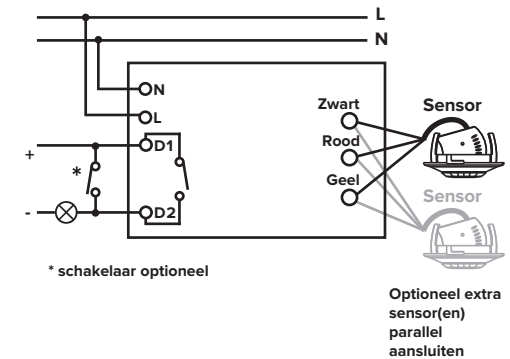 L
N
N
L
Zwart
Sensor
+
D1
Rood
*
Geel
Sensor
-
D2
* schakelaar optioneel
Optioneel extra
sensor(en)
parallel
aansluiten